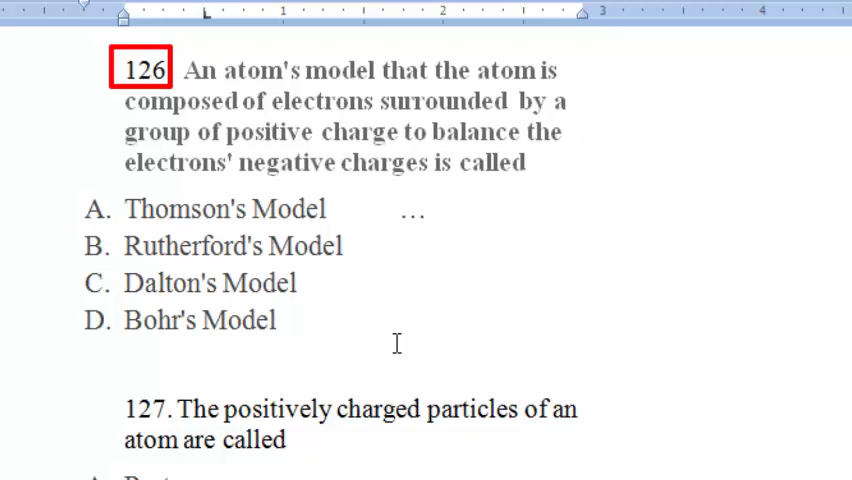 1 2 3 4
126 An atom's model that the atom is
composed of electrons surrounded by a
group of positive charge to balance the
electrons' negative charges is called
A. Thomson's Model ...
B. Rutherford's Model
C. Dalton's Model
D. Bohr's Model
127. The positively charged particles of an
atom are called